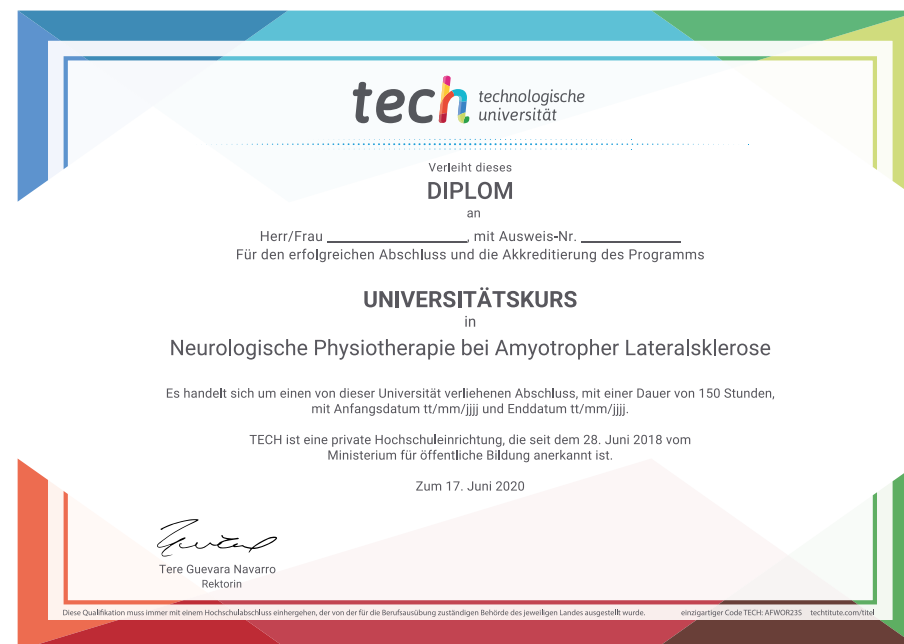 tech technologische
universität
Verleiht dieses
DIPLOM
an
Herr/Frau ____________________, mit Ausweis-Nr. ______________
Für den erfolgreichen Abschluss und die Akkreditierung des Programms
UNIVERSITÄTSKURS
in
Neurologische Physiotherapie bei Amyotropher Lateralsklerose
Es handelt sich um einen von dieser Universität verliehenen Abschluss, mit einer Dauer von 150 Stunden,
mit Anfangsdatum tt/mm/jjjj und Enddatum tt/mm/jjjj.
TECH ist eine private Hochschuleinrichtung, die seit dem 28. Juni 2018 vom
Ministerium für öffentliche Bildung anerkannt ist.
Zum 17. Juni 2020
Tere Guevara Navarro
Rektorin
Diese Qualifikation muss immer mit einem Hochschulabschluss einhergehen, der von der für die Berufsausübung zuständigen Behörde des jeweiligen Landes ausgestellt wurde. einzigartiger Code TECH: AFWOR23S techtitute.com/titel